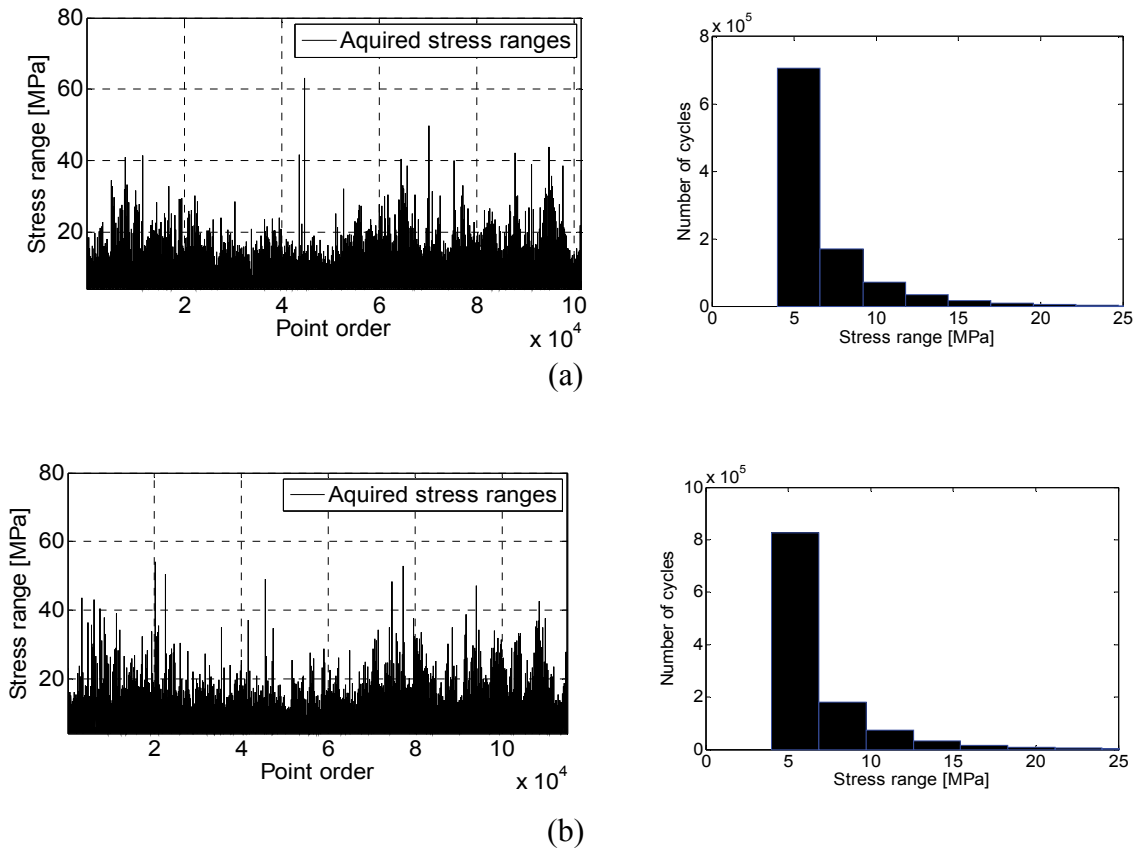 80
60
40
20
Stress range [MPa]
Aquired stress ranges
2 4 6 8 10
Point order
x 10^4
x 10^5
8
6
4
2
0
Number of cycles
0 5 10 15 20 25
Stress range [MPa]
(a)
80
60
40
20
Stress range [MPa]
Aquired stress ranges
2 4 6 8 10
Point order
x 10^4
x 10^5
10
8
6
4
2
0
Number of cycles
0 5 10 15 20 25
Stress range [MPa]
(b)